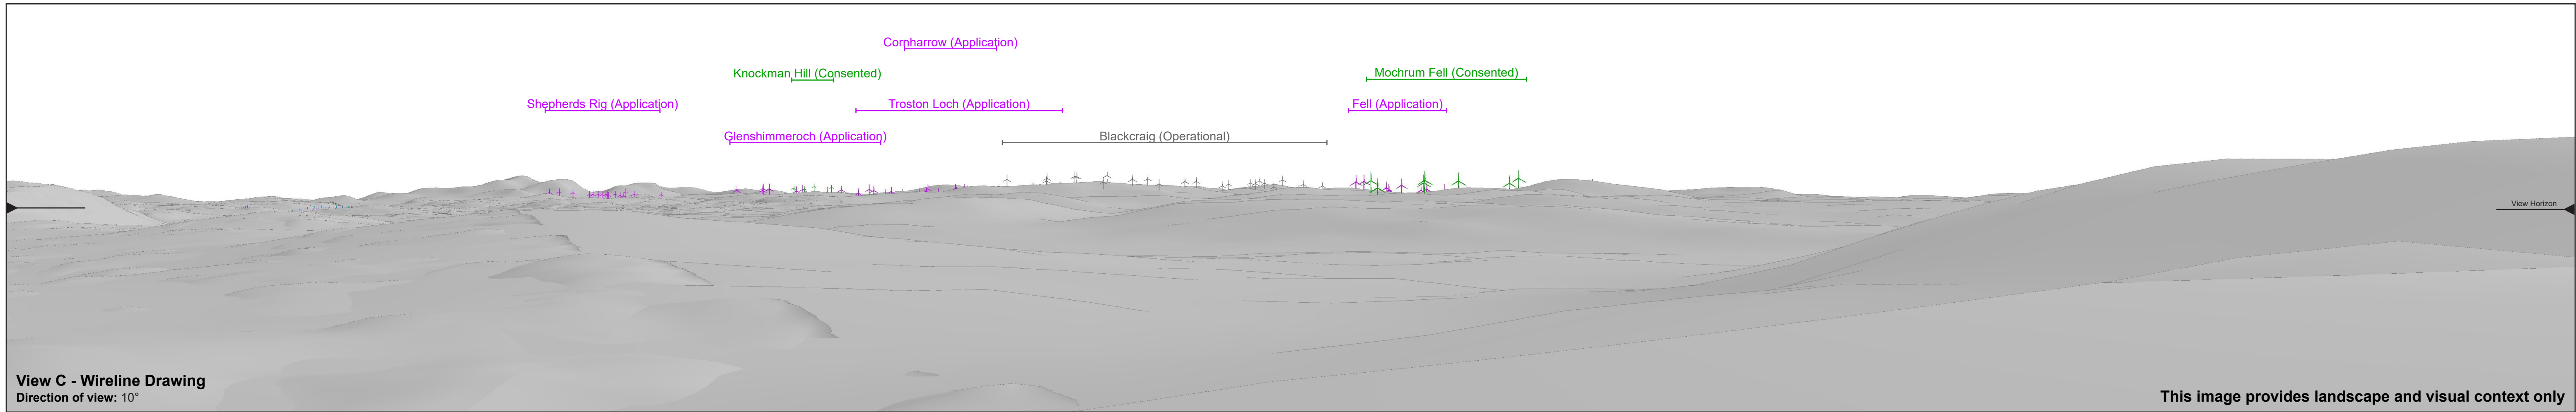 Cornharrow (Application)
Knockman Hill (Consented)
Mochrum Fell (Consented)
Shepherds Rig (Application)
Troston Loch (Application)
Fell (Application)
Glenshimmeroch (Application)
Blackcraig (Operational)
View Horizon
View C - Wireline Drawing
Direction of view: 10°
This image provides landscape and visual context only